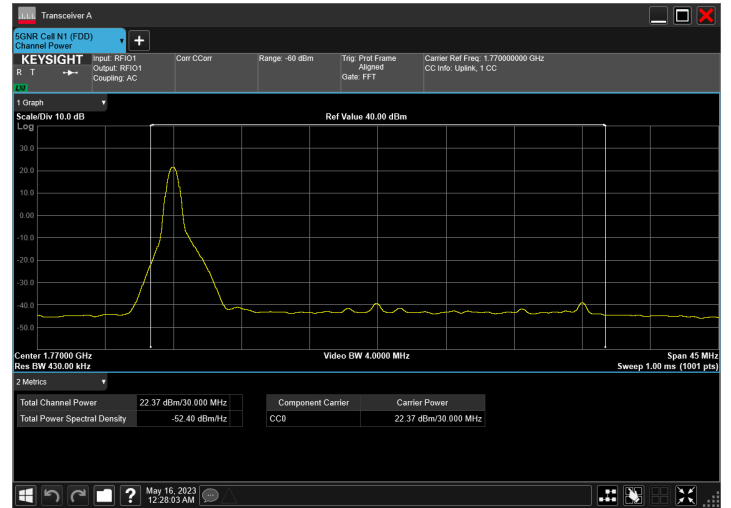 Transceiver A
5GNR Cell N1 (FDD)
Channel Power
KEYSIGHT
R T
LXI
Input: RFIO1
Output: RFIO1
Coupling: AC
Corr CCorr
Range: -60 dBm
Trig: Prot Frame
Aligned
Gate: FFT
Carrier Ref Freq: 1.770000000 GHz
CC Info: Uplink, 1 CC
1 Graph
Scale/Div 10.0 dB
Ref Value 40.00 dBm
Log
30.0
20.0
10.0
0.00
-10.0
-20.0
-30.0
-40.0
-50.0
Center 1.77000 GHz
Video BW 4.0000 MHz
Span 45 MHz
Res BW 430.00 kHz
Sweep 1.00 ms (1001 pts)
2 Metrics
Total Channel Power 22.37 dBm/30.000 MHz
Total Power Spectral Density -52.40 dBm/Hz
Component Carrier Carrier Power
CC0 22.37 dBm/30.000 MHz
?
May 16, 2023
12:28:03 AM